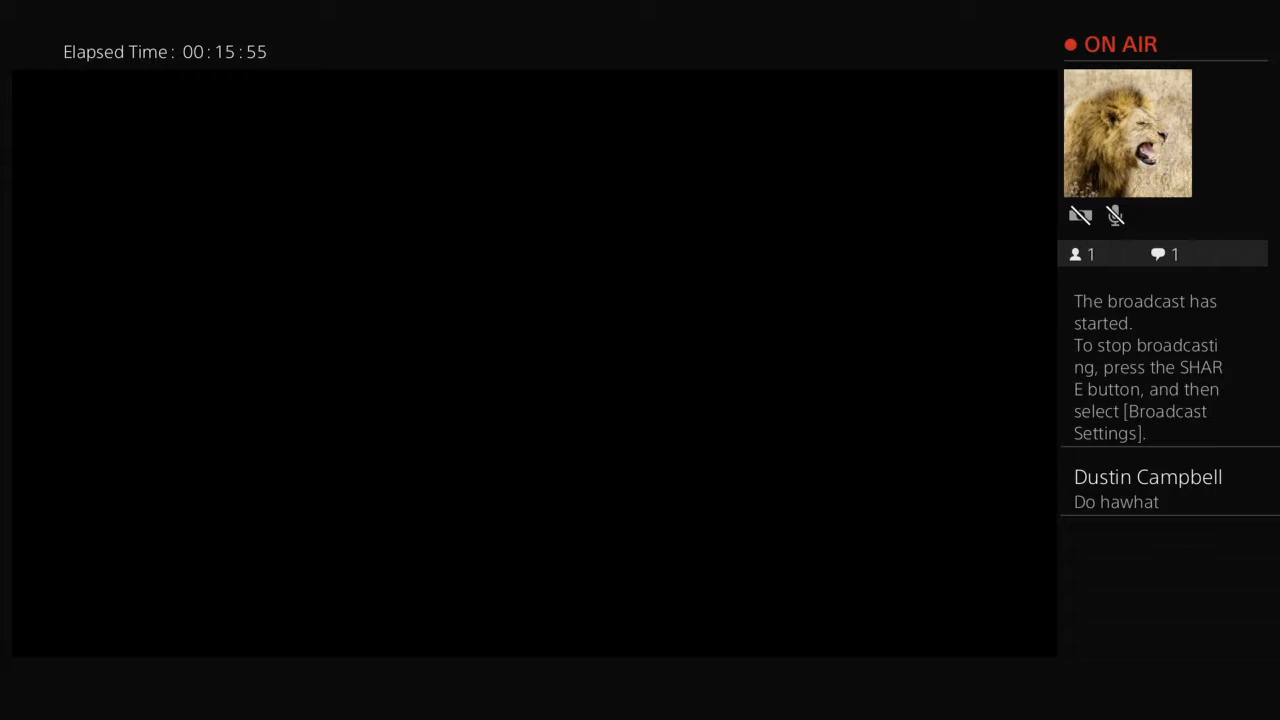 Elapsed Time: 00:15:55
ON AIR
1 1
The broadcast has
started.
To stop broadcasti
ng, press the SHAR
E button, and then
select [Broadcast
Settings].
Dustin Campbell
Do hawhat